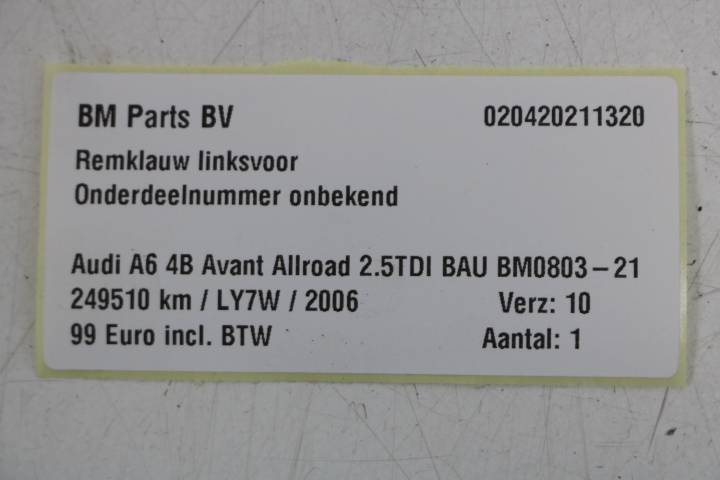 BM Parts BV 020420211320
Remklauw linksvoor
Onderdeelnummer onbekend
Audi A6 4B Avant Allroad 2.5TDI BAU BM0803-21
249510 km / LY7W / 2006 Verz: 10
99 Euro incl. BTW Aantal: 1